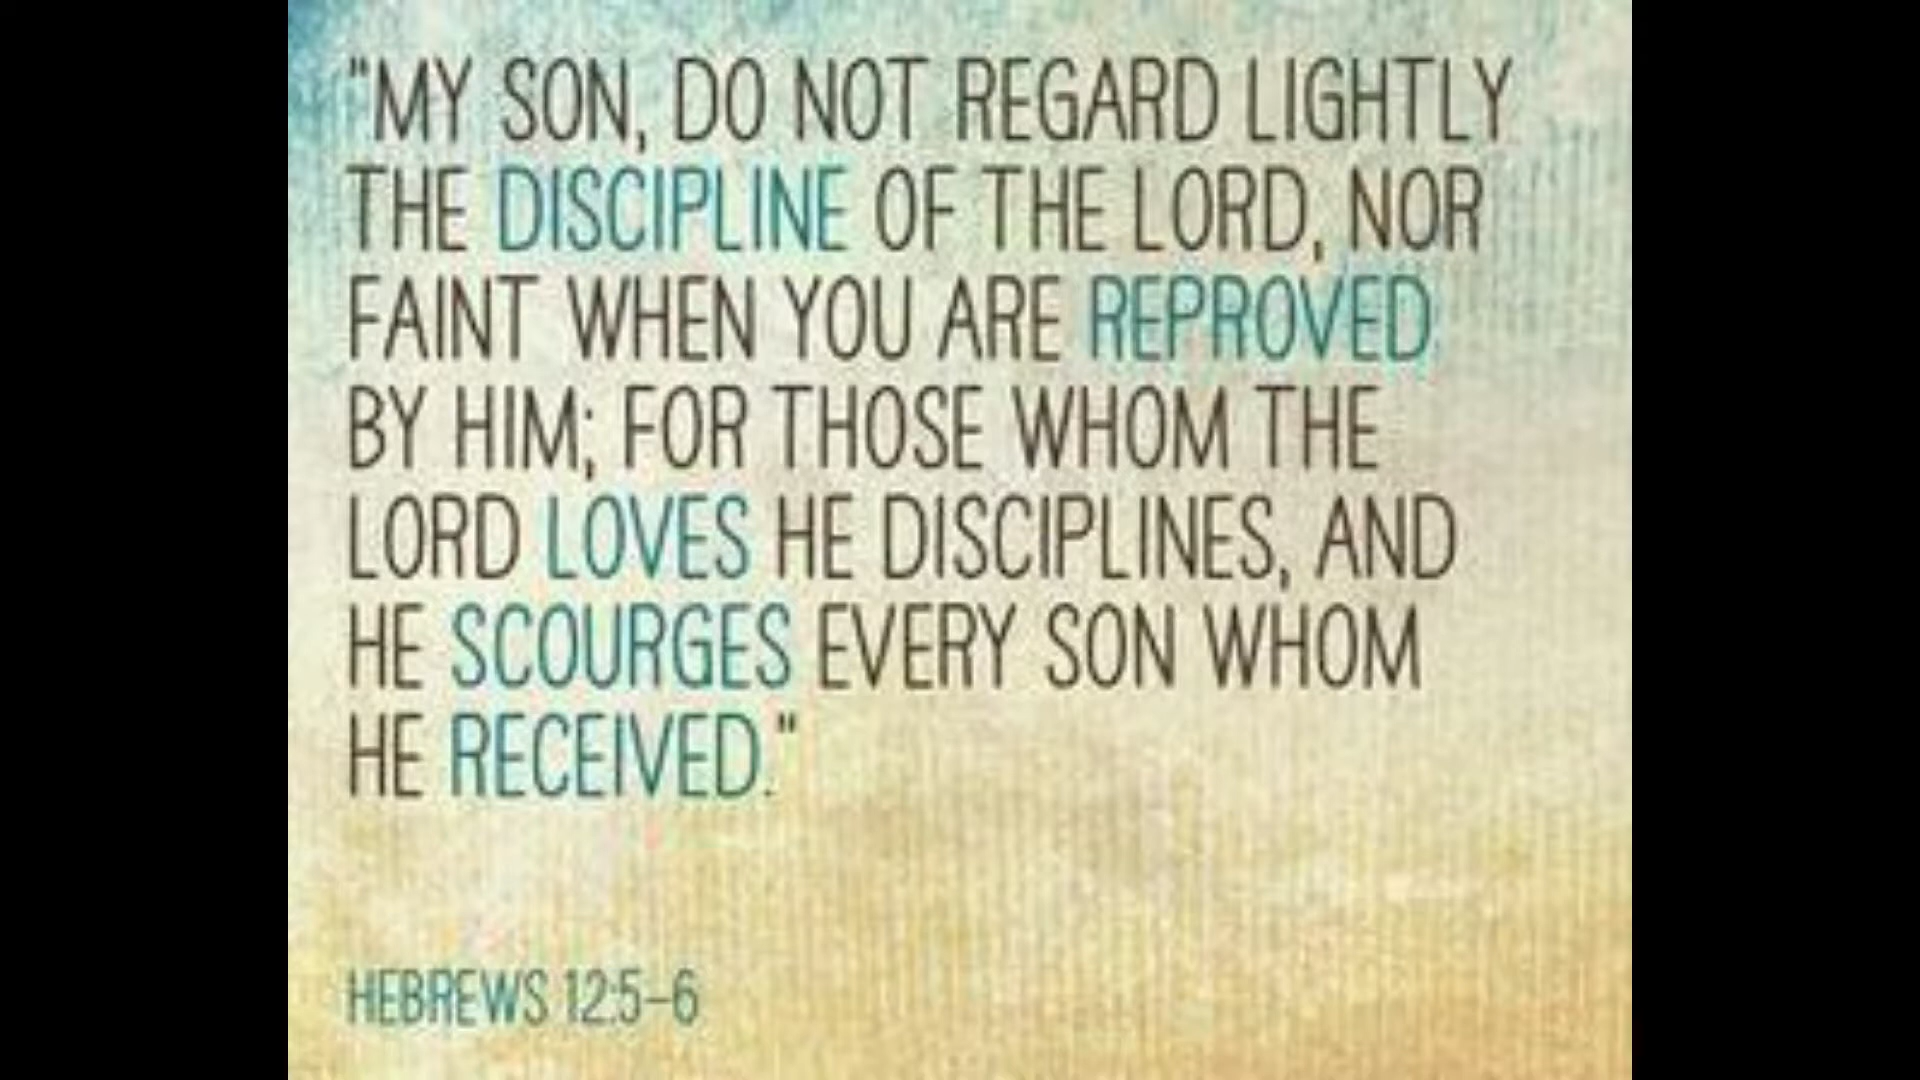 "MY SON, DO NOT REGARD LIGHTLY
THE DISCIPLINE OF THE LORD, NOR
FAINT WHEN YOU ARE REPROVED
BY HIM; FOR THOSE WHOM THE
LORD LOVES HE DISCIPLINES, AND
HE SCOURGES EVERY SON WHOM
HE RECEIVED."
HEBREWS 12:5-6